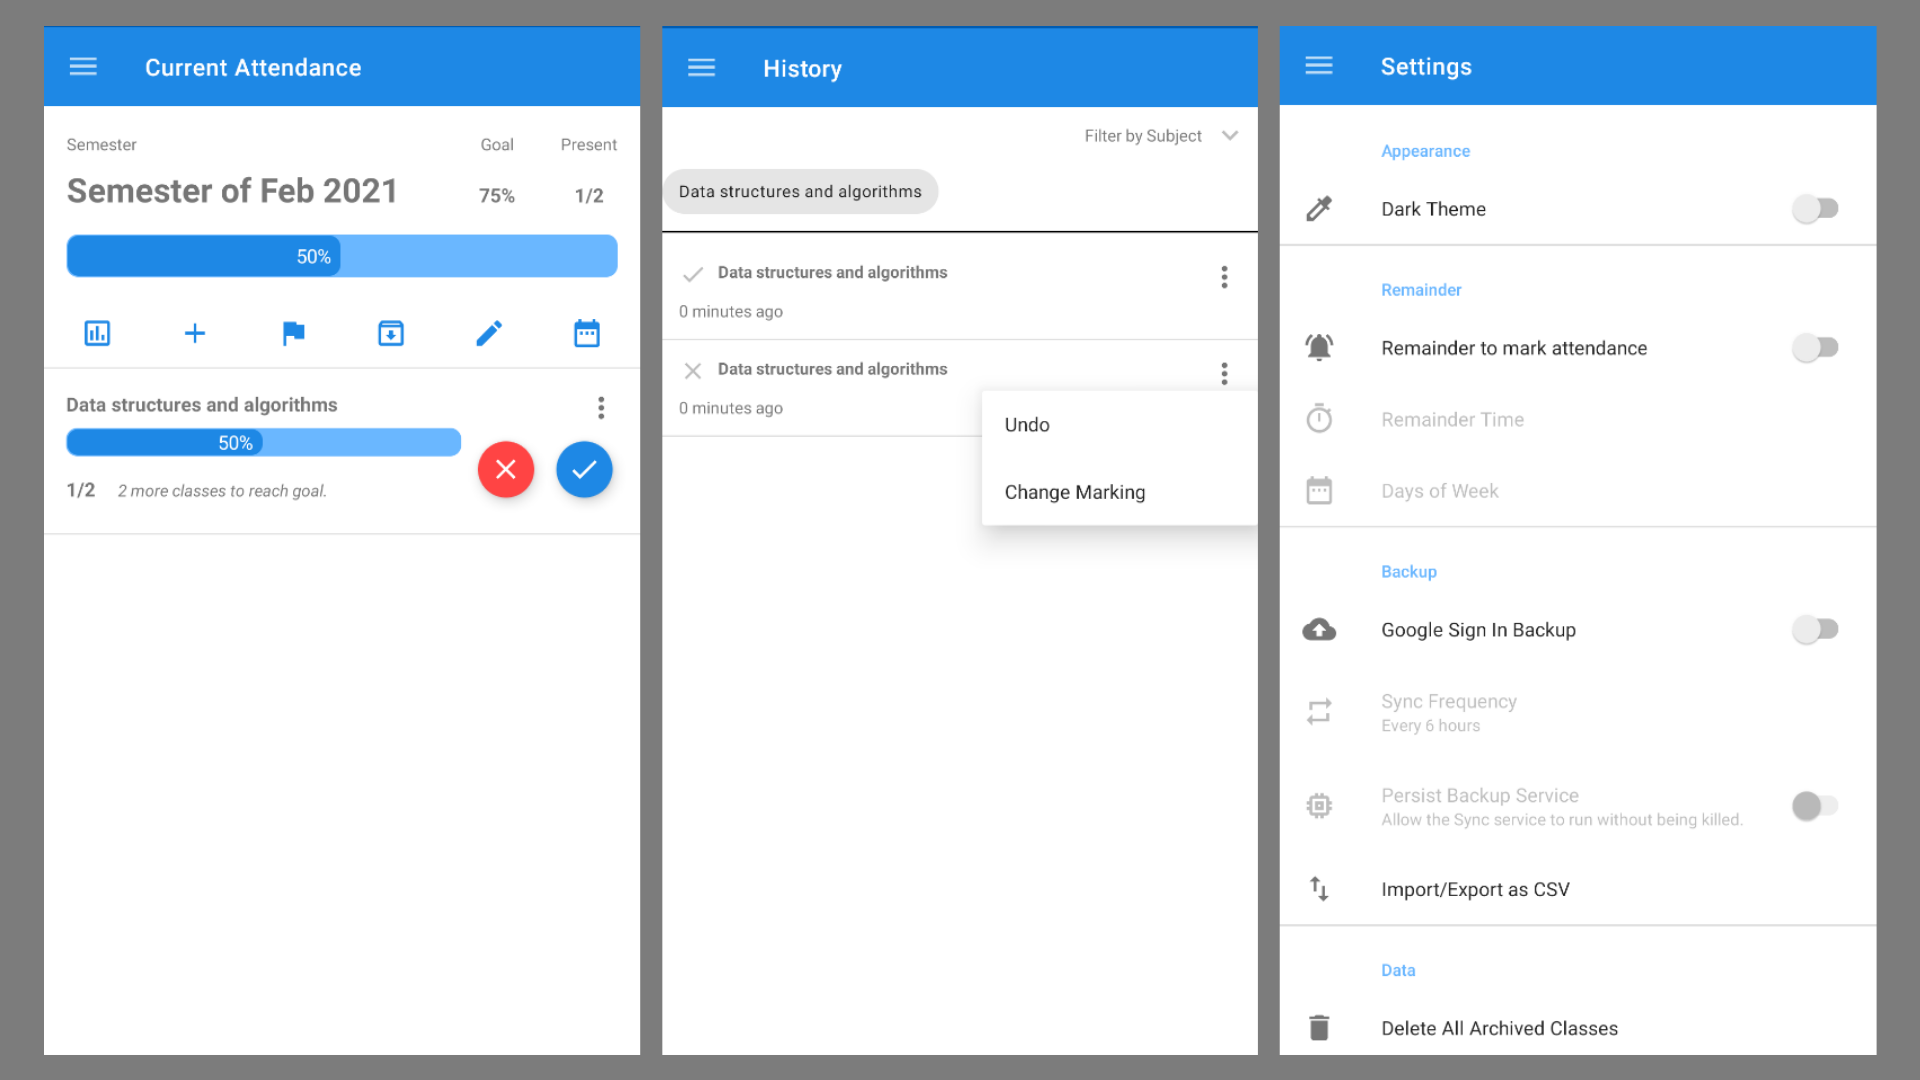 Current Attendance
Semester
Goal
Present
Semester of Feb 2021
75%
1/2
50%
Data structures and algorithms
50%
1/2
2 more classes to reach goal.
History
Filter by Subject
Data structures and algorithms
Data structures and algorithms
0 minutes ago
Data structures and algorithms
0 minutes ago
Undo
Change Marking
Settings
Appearance
Dark Theme
Remainder
Remainder to mark attendance
Remainder Time
Days of Week
Backup
Google Sign In Backup
Sync Frequency
Every 6 hours
Persist Backup Service
Allow the Sync service to run without being killed.
Import/Export as CSV
Data
Delete All Archived Classes